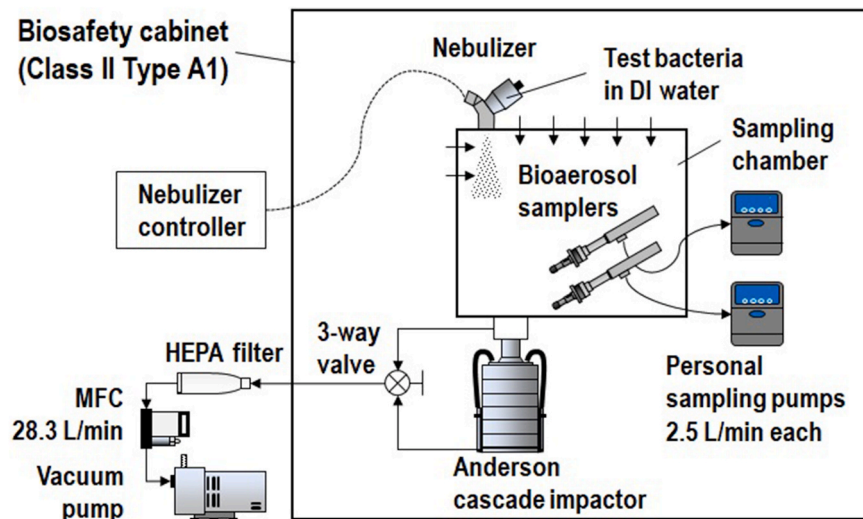 Biosafety cabinet
(Class II Type A1)
Nebulizer
Test bacteria
in DI water
Sampling
chamber
Nebulizer
controller
Bioaerosol
samplers
3-way
valve
HEPA filter
MFC
28.3 L/min
Vacuum
pump
Personal
sampling pumps
2.5 L/min each
Anderson
cascade impactor